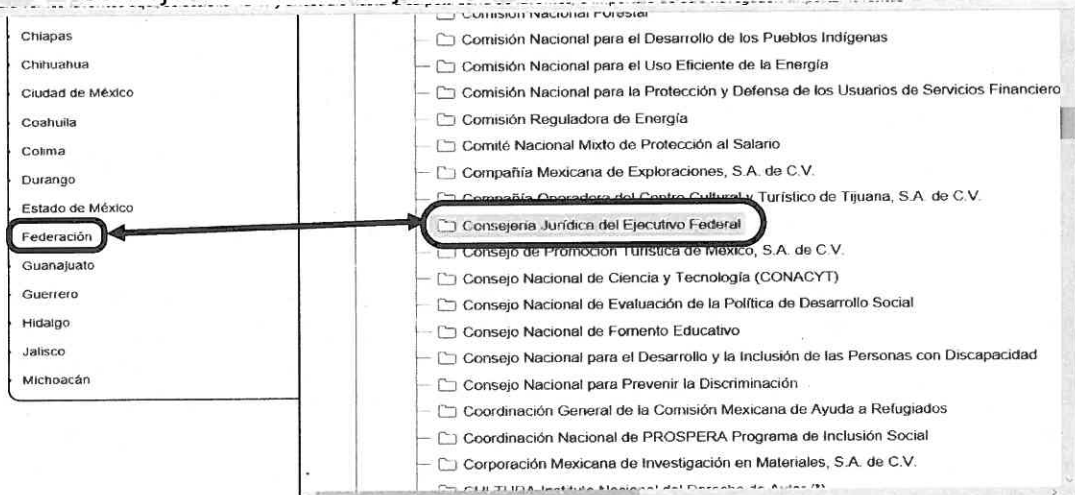 Chiapas
Chihuahua
Ciudad de México
Coahuila
Colima
Durango
Estado de México
Federación
Guanajuato
Guerrero
Hidalgo
Jalisco
Michoacán
Comisión Nacional Forestal
Comisión Nacional para el Desarrollo de los Pueblos Indígenas
Comisión Nacional para el Uso Eficiente de la Energía
Comisión Nacional para la Protección y Defensa de los Usuarios de Servicios Financiero
Comisión Reguladora de Energía
Comité Nacional Mixto de Protección al Salario
Compañía Mexicana de Exploraciones, S.A. de C.V.
Compañía Operadora del Centro Cultural y Turístico de Tijuana, S.A. de C.V.
Consejería Jurídica del Ejecutivo Federal
Consejo de Promoción Turística de México, S.A. de C.V.
Consejo Nacional de Ciencia y Tecnología (CONACYT)
Consejo Nacional de Evaluación de la Política de Desarrollo Social
Consejo Nacional de Fomento Educativo
Consejo Nacional para el Desarrollo y la Inclusión de las Personas con Discapacidad
Consejo Nacional para Prevenir la Discriminación
Coordinación General de la Comisión Mexicana de Ayuda a Refugiados
Coordinación Nacional de PROSPERA Programa de Inclusión Social
Corporación Mexicana de Investigación en Materiales, S.A. de C.V.
CULTURA-Instituto Nacional del Derecho de Autor (*)